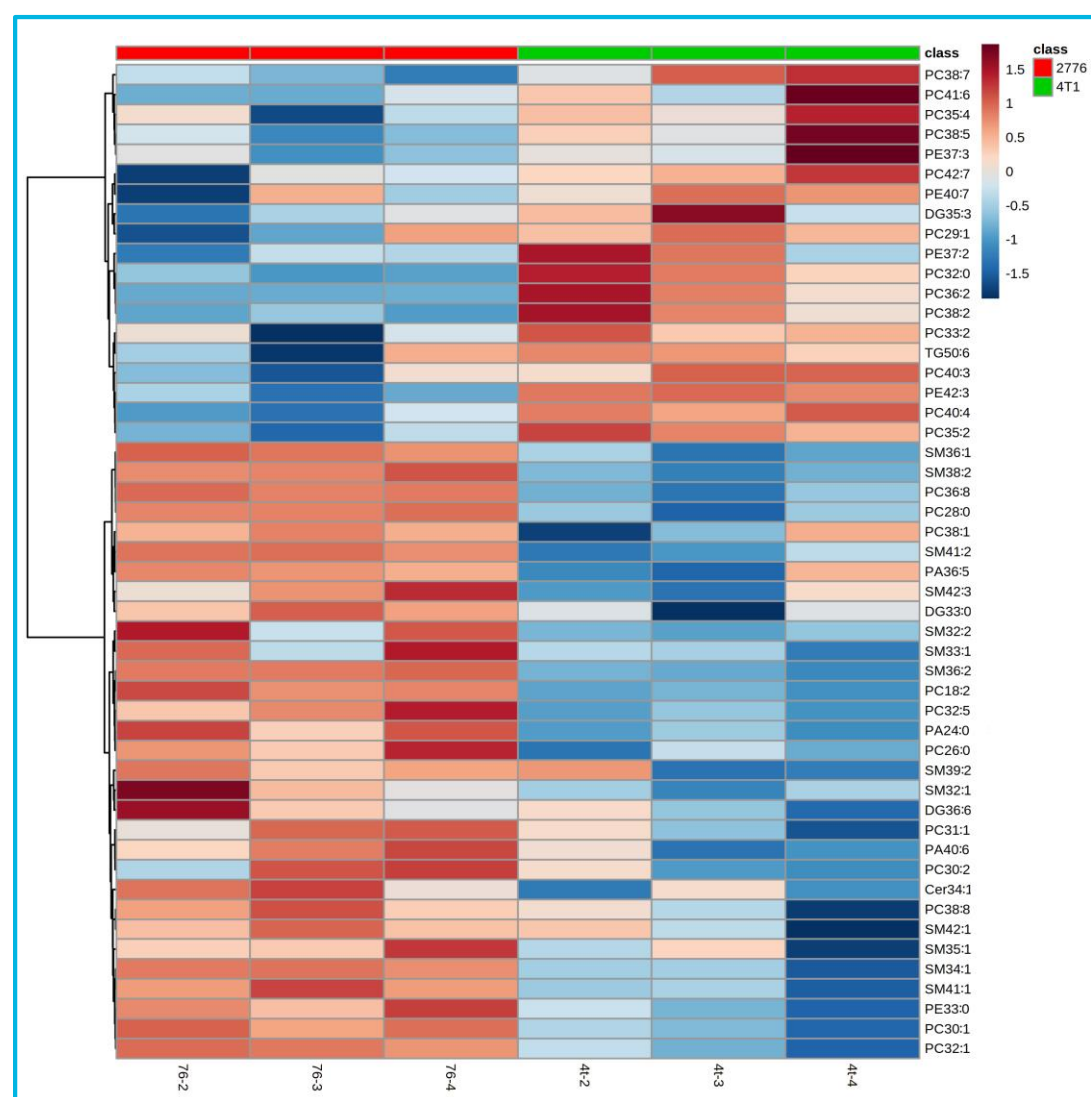 class
class
2776
4T1
1.5
1
0.5
0
-0.5
-1
-1.5
PC38:7
PC41:6
PC35:4
PC38:5
PE37:3
PC42:7
PE40:7
DG35:3
PC29:1
PE37:2
PC32:0
PC36:2
PC38:2
PC33:2
TG50:6
PC40:3
PE42:3
PC40:4
PC35:2
SM36:1
SM38:2
PC36:8
PC28:0
PC38:1
SM41:2
PA36:5
SM42:3
DG33:0
SM32:2
SM33:1
SM36:2
PC18:2
PC32:5
PA24:0
PC26:0
SM39:2
SM32:1
DG36:6
PC31:1
PA40:6
PC30:2
Cer34:1
PC38:8
SM42:1
SM35:1
SM34:1
SM41:1
PE33:0
PC30:1
PC32:1
76-2
76-3
76-4
4t-2
4t-3
4t-4